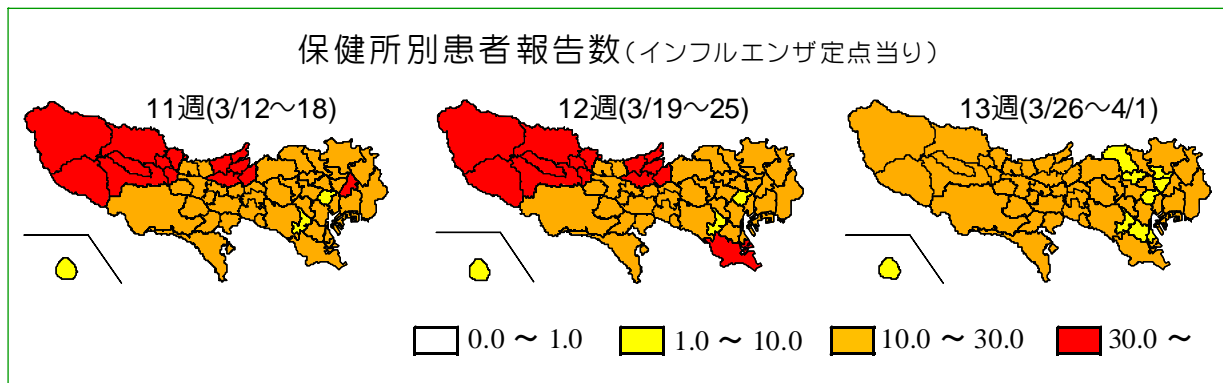 保健所別患者報告数(インフルエンザ定点当り)
11週(3/12～18)
12週(3/19～25)
13週(3/26～4/1)
0.0 ～ 1.0
1.0 ～ 10.0
10.0 ～ 30.0
30.0 ～